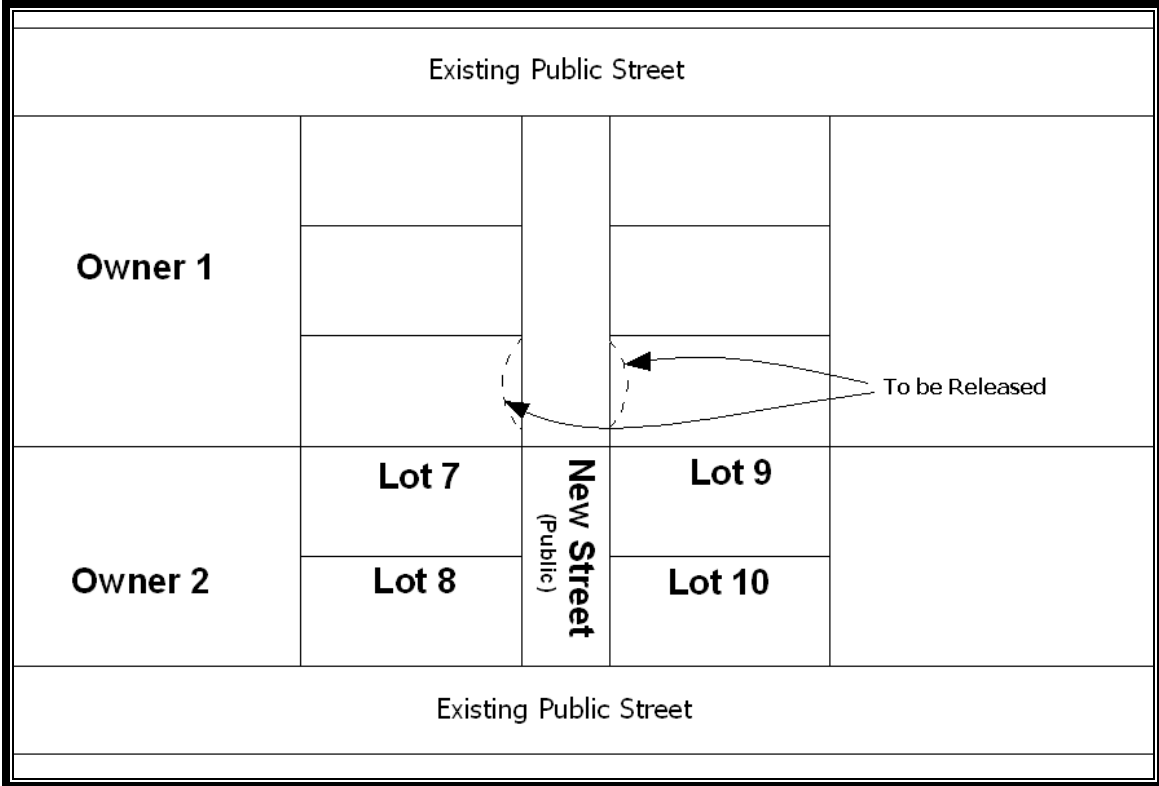 Existing Public Street
Owner 1
To be Released
Lot 7
Lot 9
New Street
(Public)
Owner 2
Lot 8
Lot 10
Existing Public Street